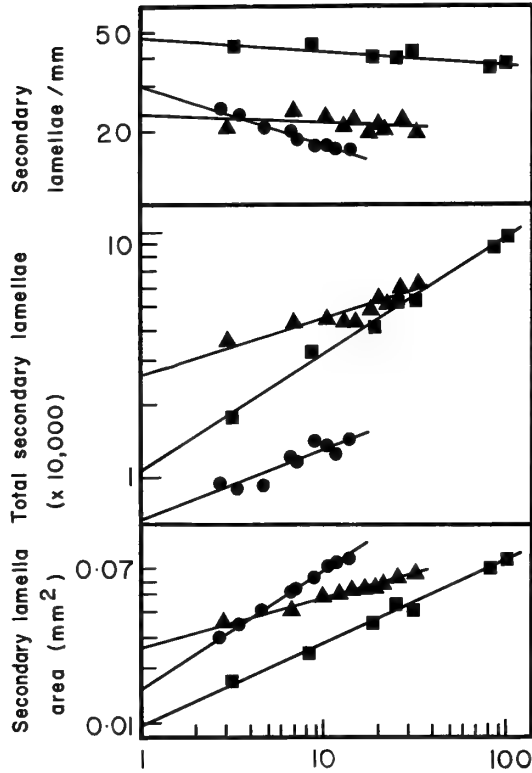 Secondary
lamellae/mm
50
20
Total secondary lamellae
(x 10,000)
10
1
Secondary lamella
area (mm²)
0·07
0·01
1
10
100